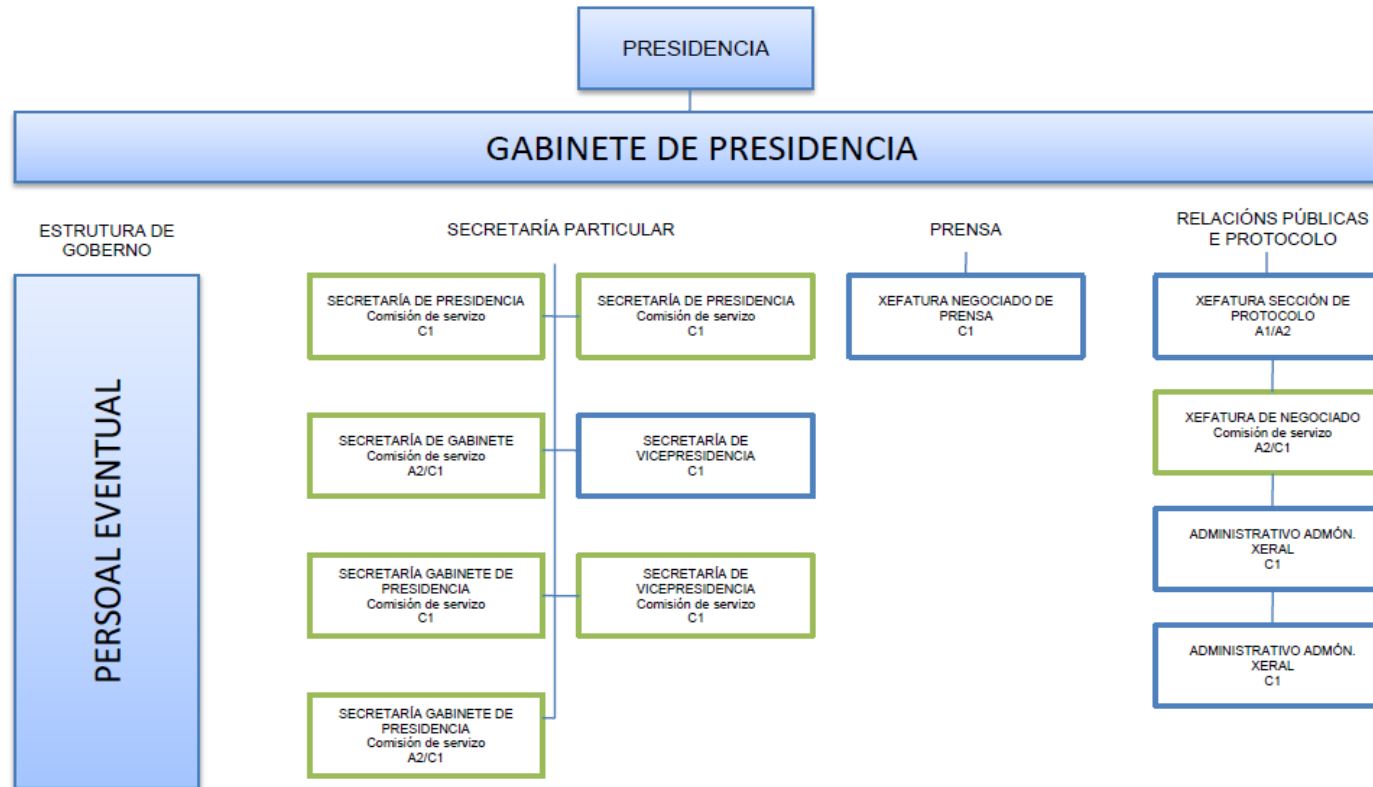 PRESIDENCIA
GABINETE DE PRESIDENCIA
ESTRUTURA DE
GOBERNO
PERSOAL EVENTUAL
SECRETARÍA PARTICULAR
SECRETARÍA DE PRESIDENCIA
Comisión de servizo
C1
SECRETARÍA DE PRESIDENCIA
Comisión de servizo
C1
SECRETARÍA DE GABINETE
Comisión de servizo
A2/C1
SECRETARÍA DE
VICEPRESIDENCIA
C1
SECRETARÍA GABINETE DE
PRESIDENCIA
Comisión de servizo
C1
SECRETARÍA DE
VICEPRESIDENCIA
Comisión de servizo
C1
SECRETARÍA GABINETE DE
PRESIDENCIA
Comisión de servizo
A2/C1
PRENSA
XEFATURA NEGOCIADO DE
PRENSA
C1
RELACIÓNS PÚBLICAS
E PROTOCOLO
XEFATURA SECCIÓN DE
PROTOCOLO
A1/A2
XEFATURA DE NEGOCIADO
Comisión de servizo
A2/C1
ADMINISTRATIVO ADMÓN.
XERAL
C1
ADMINISTRATIVO ADMÓN.
XERAL
C1